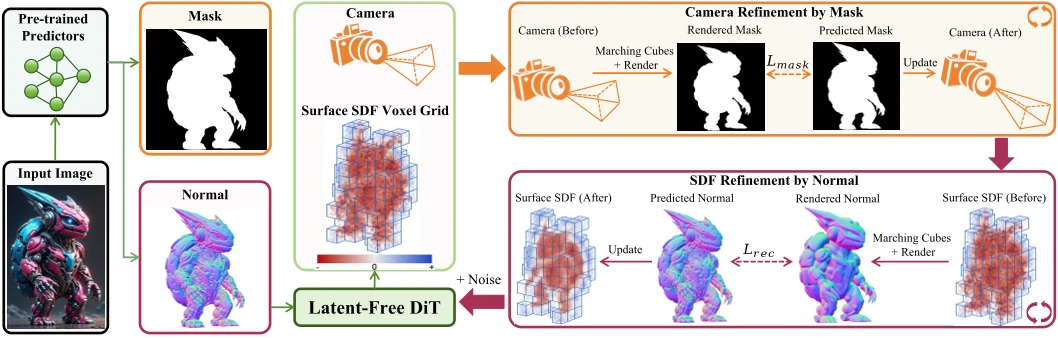 Pre-trained
Predictors
Input Image
Mask
Normal
Camera
Surface SDF Voxel Grid
- 0 +
Latent-Free DiT
+ Noise
Camera Refinement by Mask
Camera (Before)
Marching Cubes
+ Render
Rendered Mask
L_mask
Predicted Mask
Update
Camera (After)
SDF Refinement by Normal
Surface SDF (After)
Update
Predicted Normal
L_rec
Rendered Normal
Marching Cubes
+ Render
Surface SDF (Before)